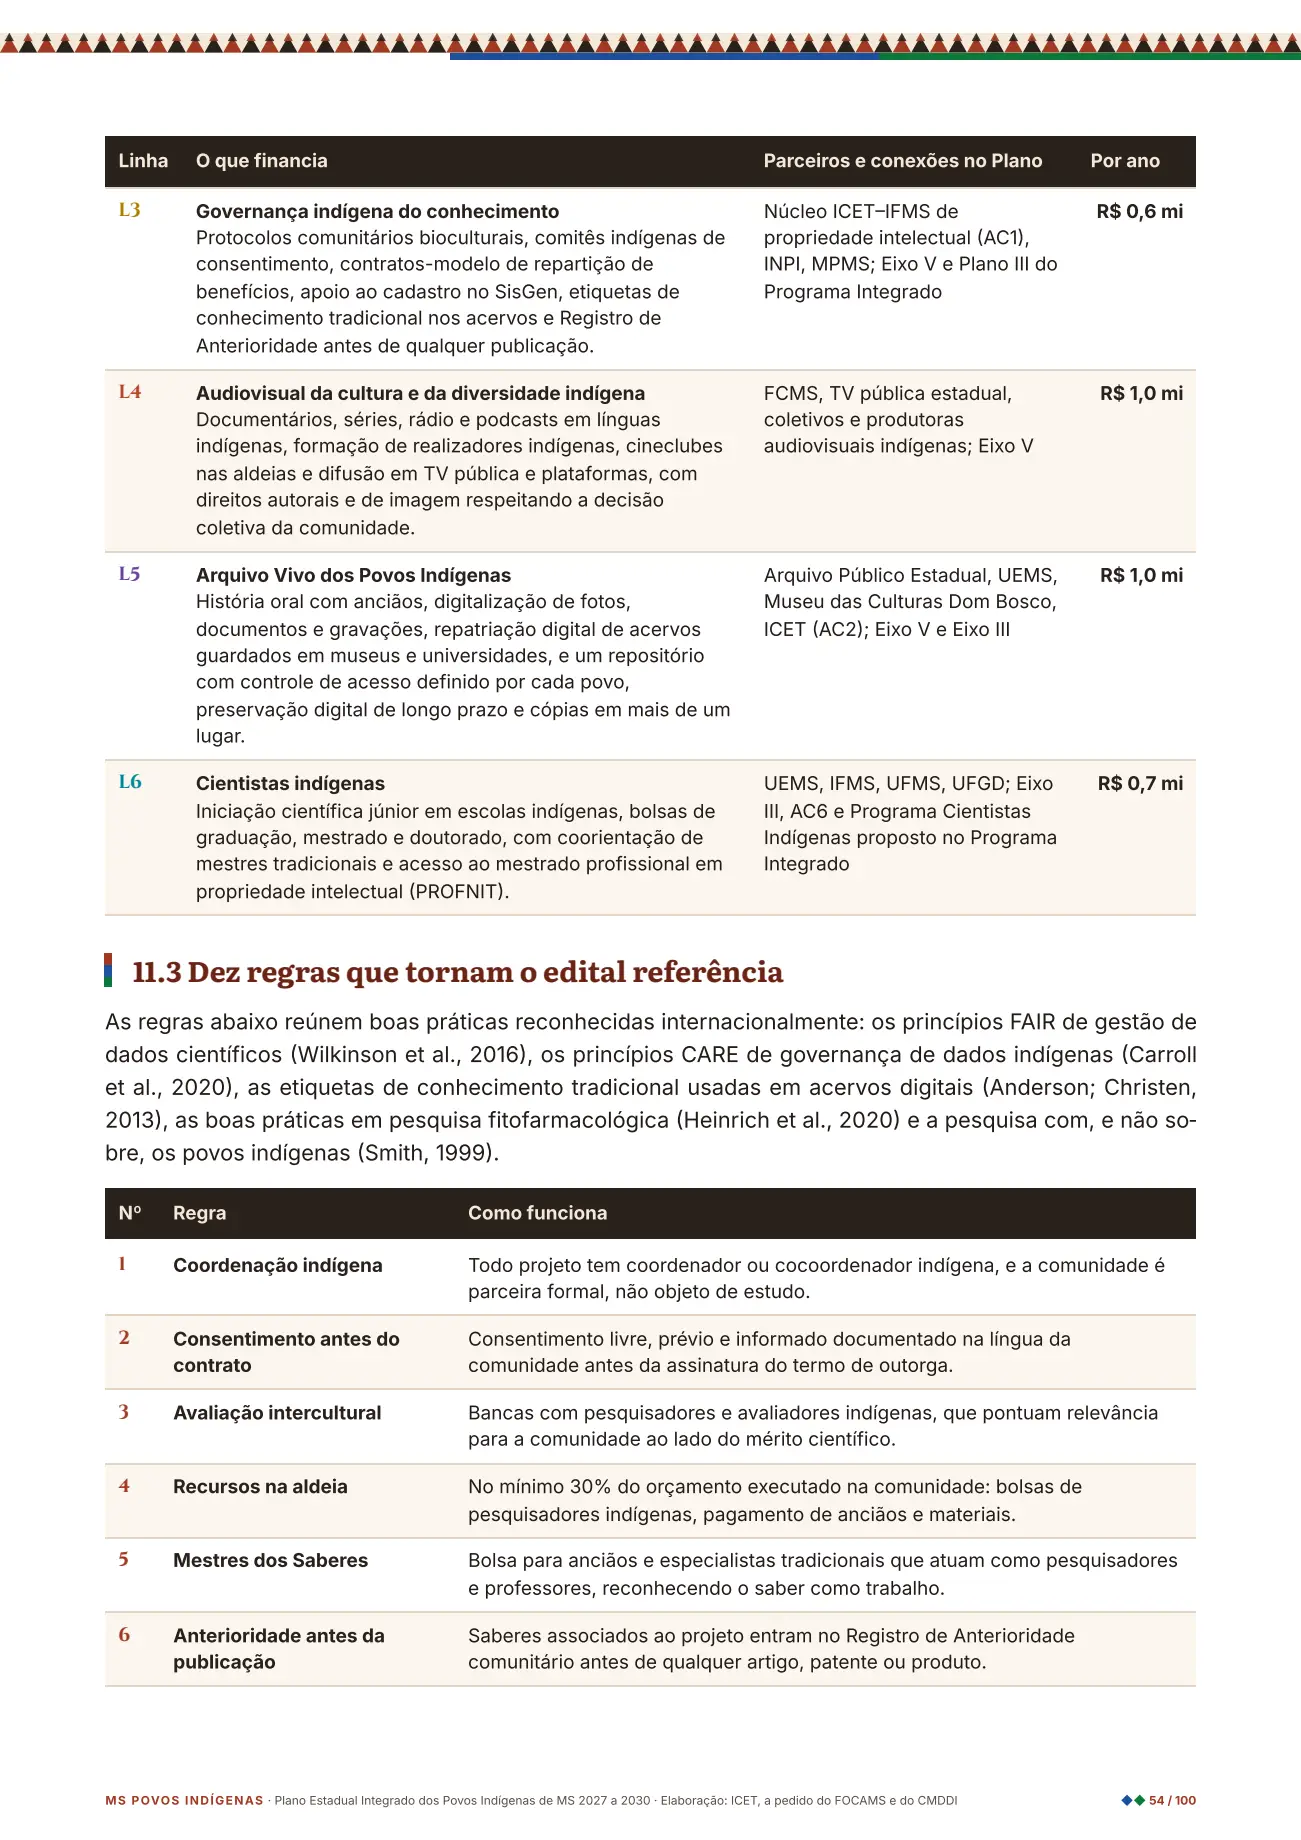 Linha O que financia Parceiros e conexões no Plano Por ano
L3 Governança indígena do conhecimento
Protocolos comunitários bioculturais, comitês indígenas de
consentimento, contratos-modelo de repartição de
benefícios, apoio ao cadastro no SisGen, etiquetas de
conhecimento tradicional nos acervos e Registro de
Anterioridade antes de qualquer publicação.
Núcleo ICET–IFMS de
propriedade intelectual (AC1),
INPI, MPMS; Eixo V e Plano III do
Programa Integrado
R$ 0,6 mi
L4 Audiovisual da cultura e da diversidade indígena
Documentários, séries, rádio e podcasts em línguas
indígenas, formação de realizadores indígenas, cineclubes
nas aldeias e difusão em TV pública e plataformas, com
direitos autorais e de imagem respeitando a decisão
coletiva da comunidade.
FCMS, TV pública estadual,
coletivos e produtoras
audiovisuais indígenas; Eixo V
R$ 1,0 mi
L5 Arquivo Vivo dos Povos Indígenas
História oral com anciãos, digitalização de fotos,
documentos e gravações, repatriação digital de acervos
guardados em museus e universidades, e um repositório
com controle de acesso definido por cada povo,
preservação digital de longo prazo e cópias em mais de um
lugar.
Arquivo Público Estadual, UEMS,
Museu das Culturas Dom Bosco,
ICET (AC2); Eixo V e Eixo III
R$ 1,0 mi
L6 Cientistas indígenas
Iniciação científica júnior em escolas indígenas, bolsas de
graduação, mestrado e doutorado, com coorientação de
mestres tradicionais e acesso ao mestrado profissional em
propriedade intelectual (PROFNIT).
UEMS, IFMS, UFMS, UFGD; Eixo
III, AC6 e Programa Cientistas
Indígenas proposto no Programa
Integrado
R$ 0,7 mi
11.3 Dez regras que tornam o edital referência
As regras abaixo reúnem boas práticas reconhecidas internacionalmente: os princípios FAIR de gestão de
dados científicos (Wilkinson et al., 2016), os princípios CARE de governança de dados indígenas (Carroll
et al., 2020), as etiquetas de conhecimento tradicional usadas em acervos digitais (Anderson; Christen,
2013), as boas práticas em pesquisa fitofarmacológica (Heinrich et al., 2020) e a pesquisa com, e não so-
bre, os povos indígenas (Smith, 1999).
Nº Regra Como funciona
1 Coordenação indígena
Todo projeto tem coordenador ou cocoordenador indígena, e a comunidade é
parceira formal, não objeto de estudo.
2 Consentimento antes do
contrato
Consentimento livre, prévio e informado documentado na língua da
comunidade antes da assinatura do termo de outorga.
3 Avaliação intercultural
Bancas com pesquisadores e avaliadores indígenas, que pontuam relevância
para a comunidade ao lado do mérito científico.
4 Recursos na aldeia
No mínimo 30% do orçamento executado na comunidade: bolsas de
pesquisadores indígenas, pagamento de anciãos e materiais.
5 Mestres dos Saberes
Bolsa para anciãos e especialistas tradicionais que atuam como pesquisadores
e professores, reconhecendo o saber como trabalho.
6 Anterioridade antes da
publicação
Saberes associados ao projeto entram no Registro de Anterioridade
comunitário antes de qualquer artigo, patente ou produto.
MS POVOS INDÍGENAS · Plano Estadual Integrado dos Povos Indígenas de MS 2027 a 2030 · Elaboração: ICET, a pedido do FOCAMS e do CMDDI
54 / 100